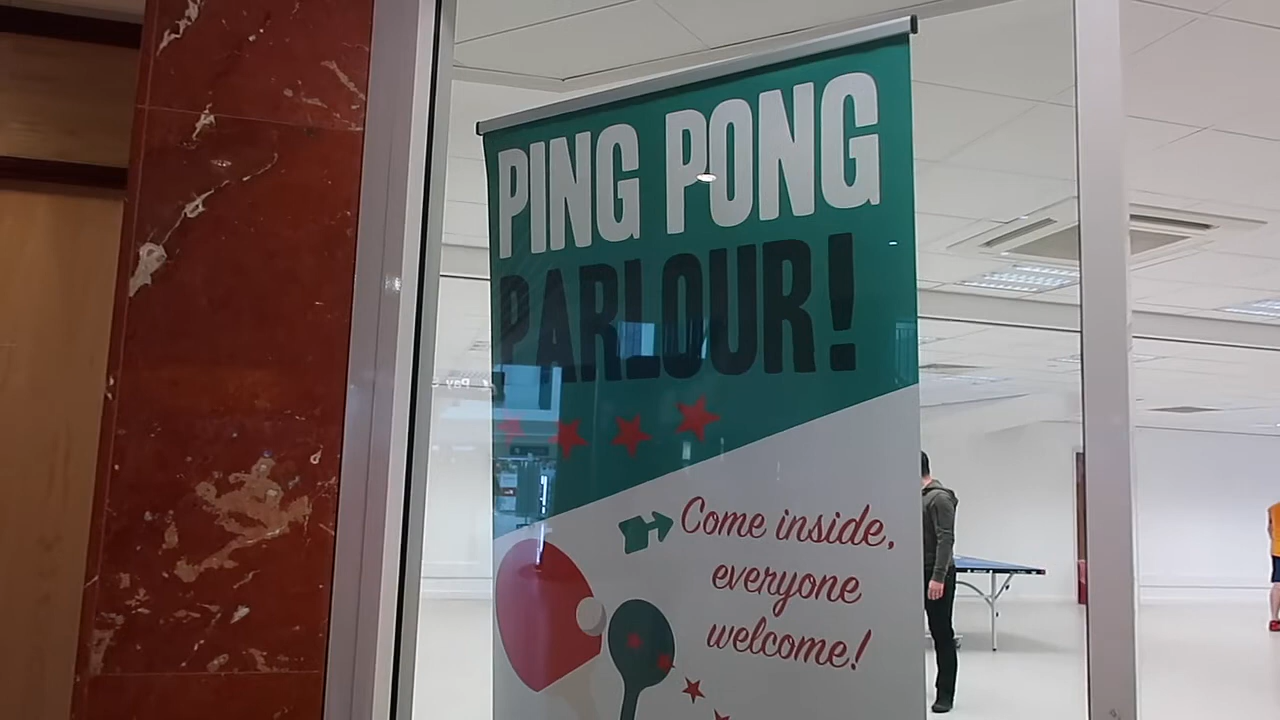 PING PONG
PARLOUR!
Come inside,
everyone
welcome!